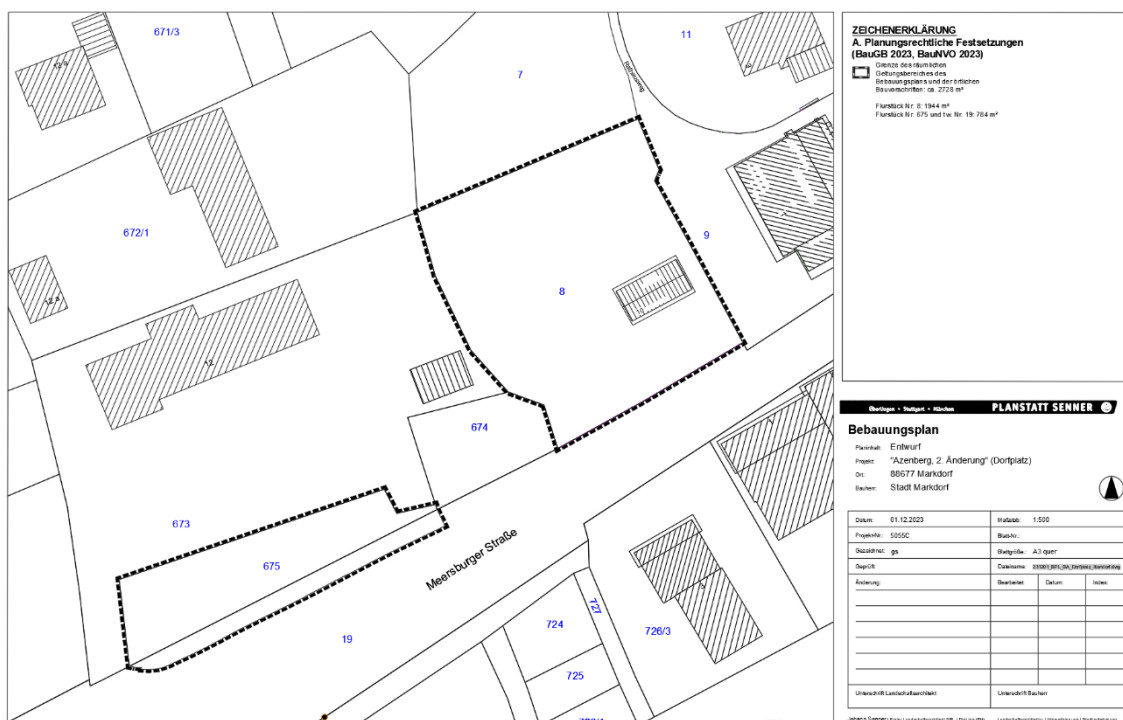 671/3
12 a
7
11
Rathausweg
672/1
12 a
12
8
9
674
673
675
Meersburger Straße
19
724
727
725
726/3
ZEICHENERKLÄRUNG
A. Planungsrechtliche Festsetzungen
(BauGB 2023, BauNVO 2023)
Grenze des räumlichen
Geltungsbereiches des
Bebauungsplans und der örtlichen
Bauvorschriften: ca. 2728 m²
Flurstück Nr. 8: 1944 m²
Flurstück Nr. 675 und tw. Nr. 19: 784 m²
Überlingen • Stuttgart • München PLANSTATT SENNER
Bebauungsplan
Planinhalt: Entwurf
Projekt: "Azenberg, 2. Änderung" (Dorfplatz)
Ort: 88677 Markdorf
Bauherr: Stadt Markdorf
Datum: 01.12.2023 Maßstab: 1:500
Projekt-Nr.: 5055C Blatt-Nr.:
Gezeichnet: gs Blattgröße: A3 quer
Geprüft: Dateiname:
Änderung: Bearbeitet: Datum: Index:
Unterschrift Landschaftsarchitekt Unterschrift Bauherr